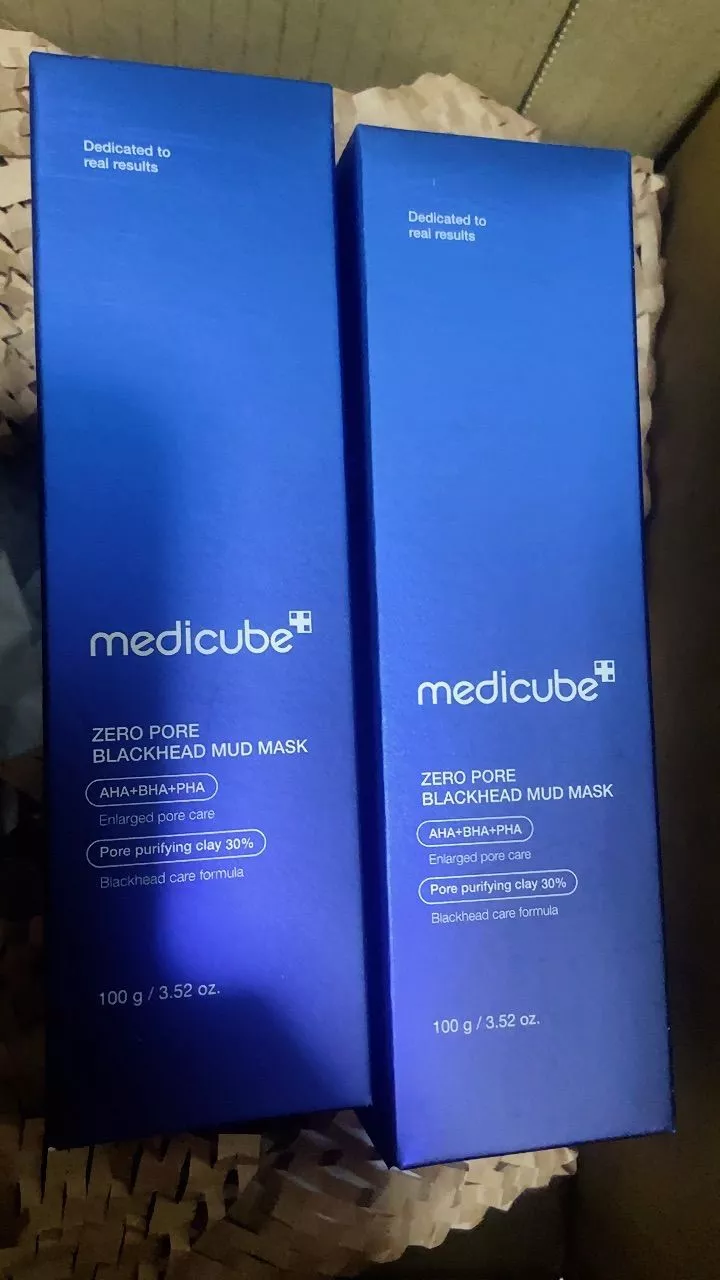 Dedicated to
real results
medicube
ZERO PORE
BLACKHEAD MUD MASK
AHA+BHA+PHA
Enlarged pore care
Pore purifying clay 30%
Blackhead care formula
100 g / 3.52 oz.
Dedicated to
real results
medicube
ZERO PORE
BLACKHEAD MUD MASK
AHA+BHA+PHA
Enlarged pore care
Pore purifying clay 30%
Blackhead care formula
100 g / 3.52 oz.